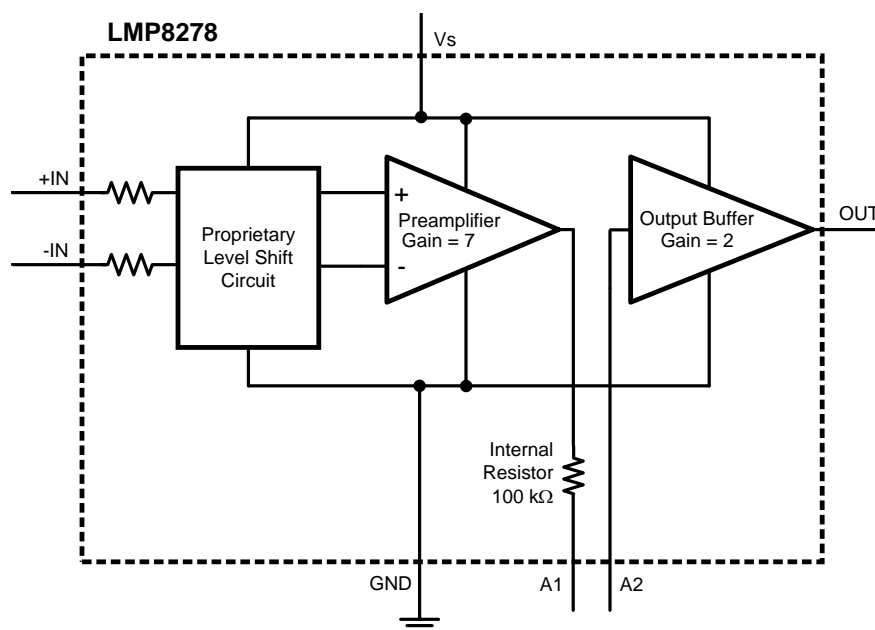 LMP8278
Vs
+IN
-IN
Proprietary
Level Shift
Circuit
+
-
Preamplifier
Gain = 7
Output Buffer
Gain = 2
OUT
Internal
Resistor
100 kΩ
GND
A1
A2